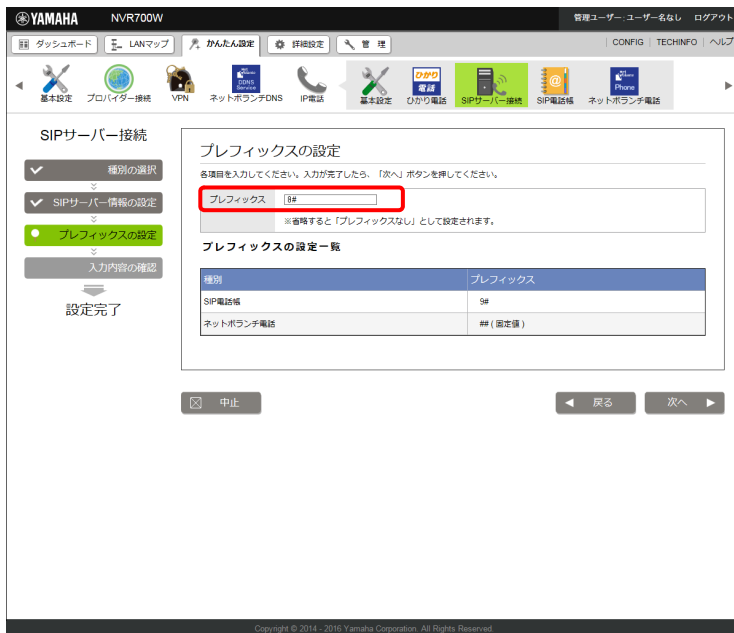 YAMAHA NVR700W 管理ユーザー:ユーザー名なし ログアウト
ダッシュボード LANマップ かんたん設定 詳細設定 管 理 CONFIG TECHINFO ヘルプ
基本設定 プロバイダー接続 VPN ネットボランチDNS IP電話 基本設定 ひかり電話 SIPサーバー接続 SIP電話帳 ネットボランチ電話
SIPサーバー接続
種別の選択
SIPサーバー情報の設定
プレフィックスの設定
入力内容の確認
設定完了
プレフィックスの設定
各項目を入力してください。入力が完了したら、「次へ」ボタンを押してください。
プレフィックス 8#
※省略すると「プレフィックスなし」として設定されます。
プレフィックスの設定一覧
種別 プレフィックス
SIP電話帳 9#
ネットボランチ電話 ## ( 固定値 )
中止 戻る 次へ
Copyright © 2014 - 2016 Yamaha Corporation. All Rights Reserved.